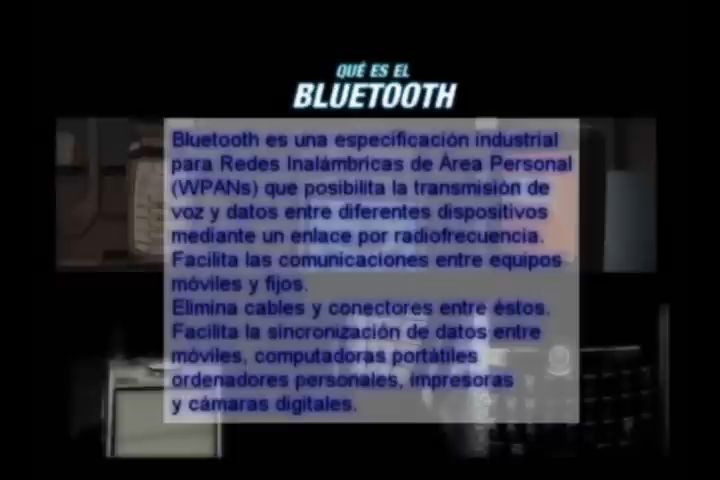 QUÉ ES EL
BLUETOOTH
Bluetooth es una especificación industrial
para Redes Inalámbricas de Área Personal
(WPANs) que posibilita la transmisión de
voz y datos entre diferentes dispositivos
mediante un enlace por radiofrecuencia.
Facilita las comunicaciones entre equipos
móviles y fijos.
Elimina cables y conectores entre éstos.
Facilita la sincronización de datos entre
móviles, computadoras portátiles
ordenadores personales, impresoras
y cámaras digitales.